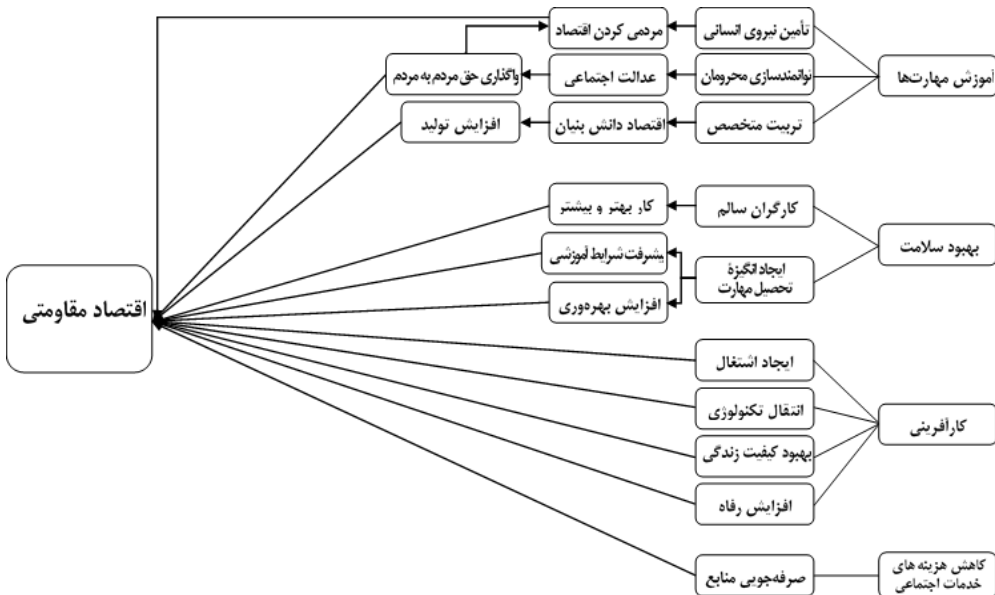 تأمین نیروی انسانی
مردمی کردن اقتصاد
آموزش مهارت‌ها
توانمندسازی محرومان
عدالت اجتماعی
واگذاری حق مردم به مردم
تربیت متخصص
اقتصاد دانش بنیان
افزایش تولید
کارگران سالم
کار بهتر و بیشتر
بهبود سلامت
ایجاد انگیزهٔ
تحصیل مهارت
پیشرفت شرایط آموزشی
افزایش بهره‌وری
اقتصاد مقاومتی
ایجاد اشتغال
انتقال تکنولوژی
کارآفرینی
بهبود کیفیت زندگی
افزایش رفاه
کاهش هزینه های
خدمات اجتماعی
صرفه‌جویی منابع